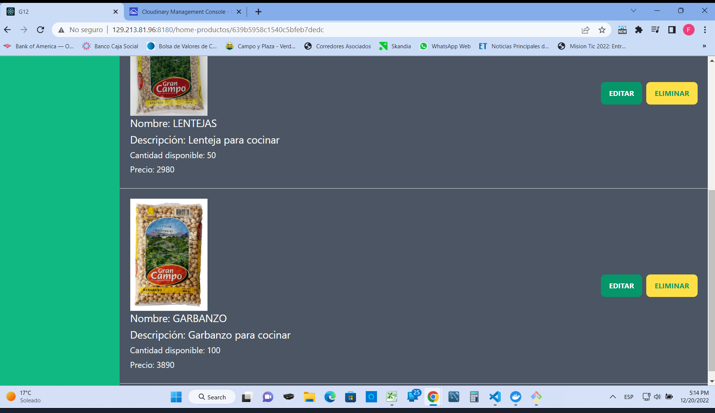 G12
Cloudinary Management Console -
No seguro
129.213.81.96:8180/home-productos/639b5958c1540c5bfeb7dedc
Bank of America — O...
Banco Caja Social
Bolsa de Valores de C...
Campo y Plaza - Verd...
Corredores Asociados
Skandia
WhatsApp Web
Noticias Principales d...
Mision Tic 2022: Entr...
»
Gran
Campo
EDITAR
ELIMINAR
Nombre: LENTEJAS
Descripción: Lenteja para cocinar
Cantidad disponible: 50
Precio: 2980
Gran
Campo
EDITAR
ELIMINAR
Nombre: GARBANZO
Descripción: Garbanzo para cocinar
Cantidad disponible: 100
Precio: 3890
17°C
Soleado
Search
25
ESP
5:14 PM
12/20/2022